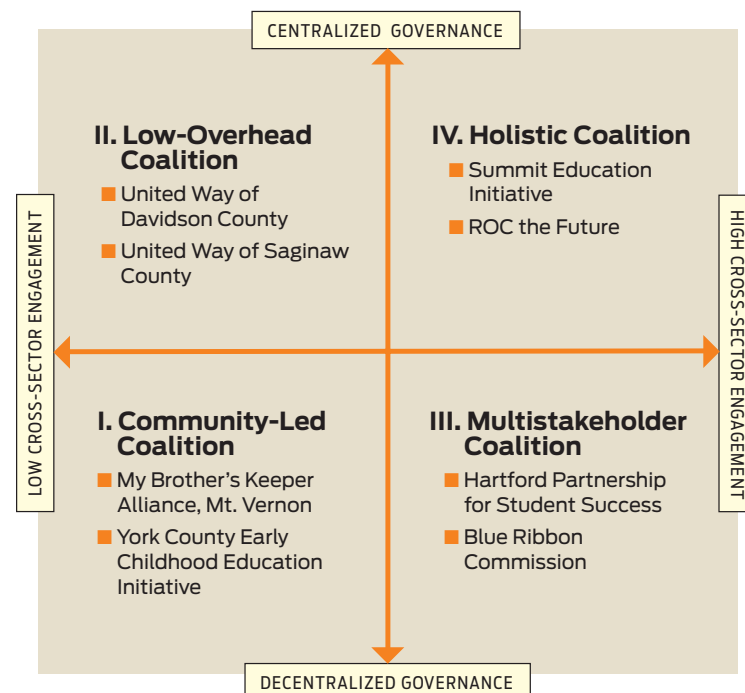 CENTRALIZED GOVERNANCE
II. Low-Overhead
Coalition
■ United Way of
Davidson County
■ United Way of Saginaw
County
IV. Holistic Coalition
■ Summit Education
Initiative
■ ROC the Future
LOW CROSS-SECTOR ENGAGEMENT
HIGH CROSS-SECTOR ENGAGEMENT
I. Community-Led
Coalition
■ My Brother’s Keeper
Alliance, Mt. Vernon
■ York County Early
Childhood Education
Initiative
III. Multistakeholder
Coalition
■ Hartford Partnership
for Student Success
■ Blue Ribbon
Commission
DECENTRALIZED GOVERNANCE